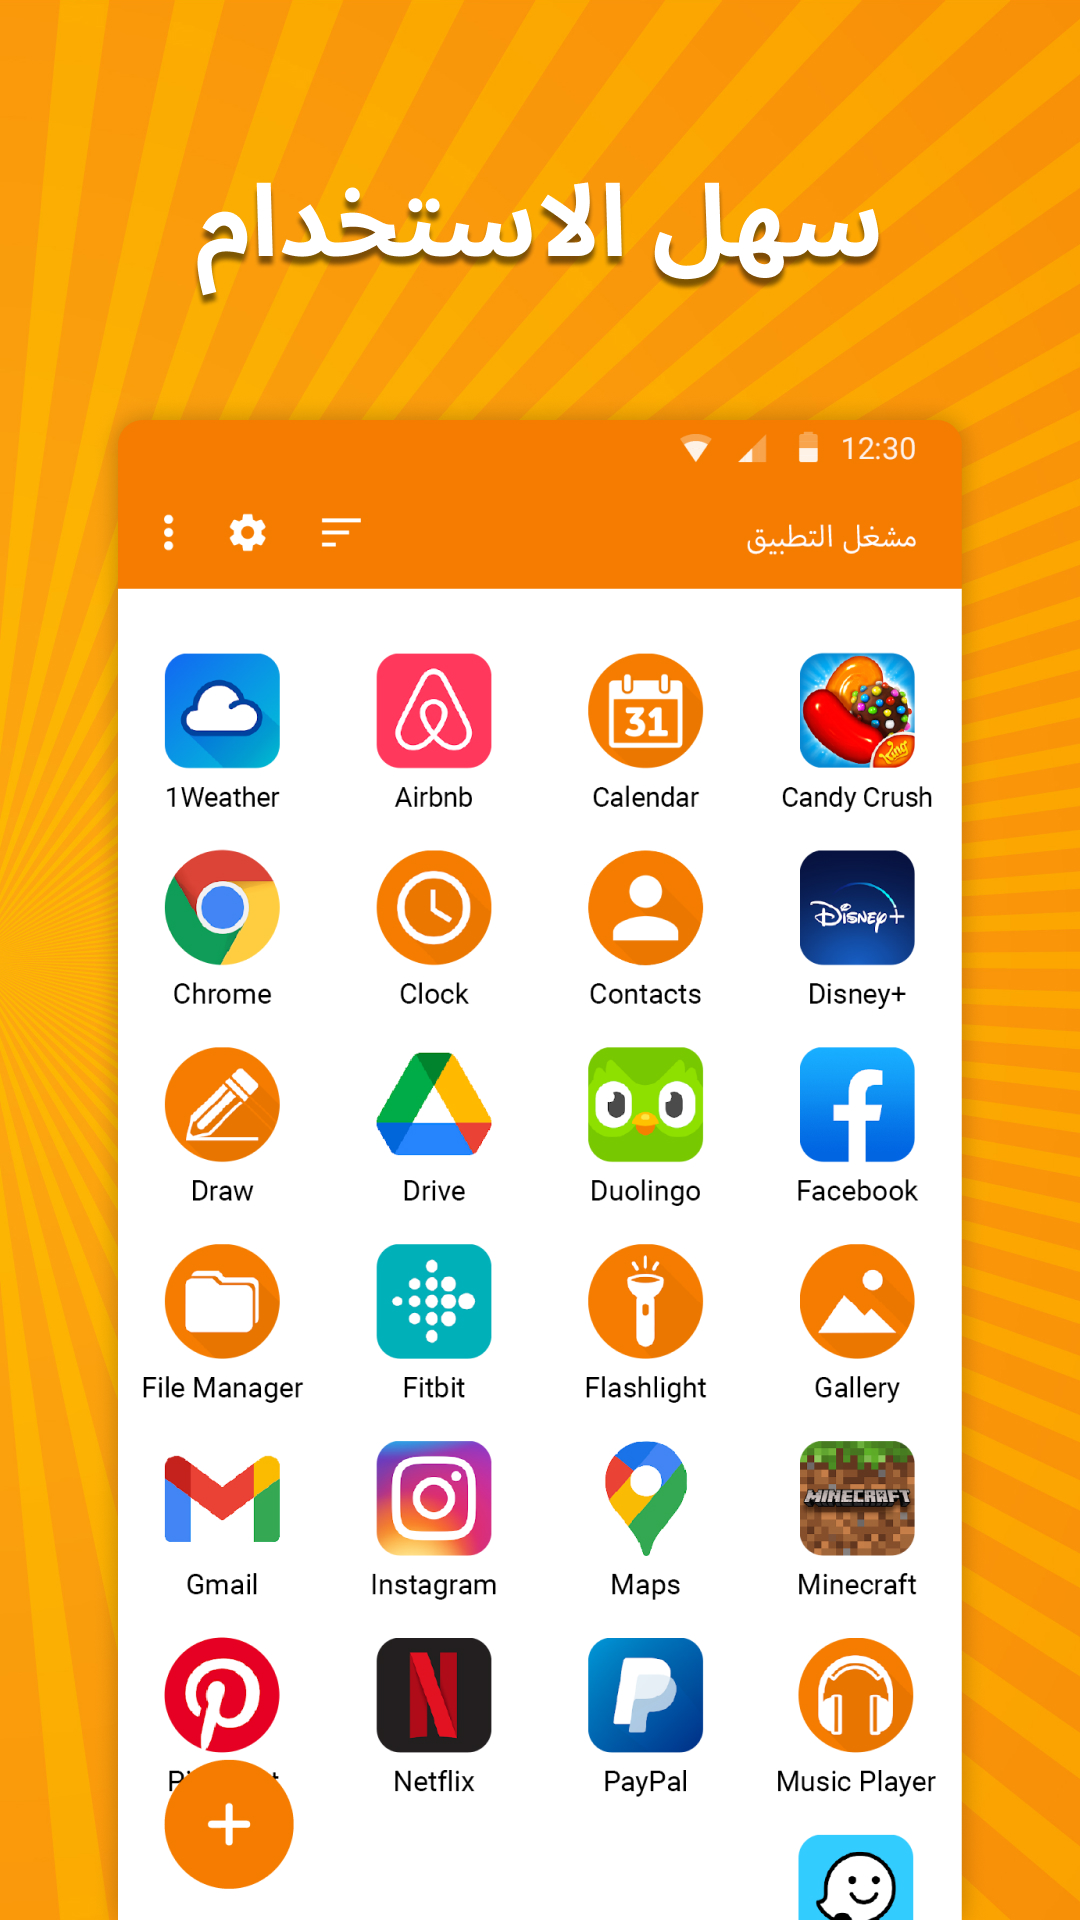 سهل الاستخدام
12:30
مشغل التطبيق
31
King
1Weather
Airbnb
Calendar
Candy Crush
Disney+
Chrome
Clock
Contacts
Disney+
Draw
Drive
Duolingo
Facebook
File Manager
Fitbit
Flashlight
Gallery
MINECRAFT
Gmail
Instagram
Maps
Minecraft
Netflix
PayPal
Music Player